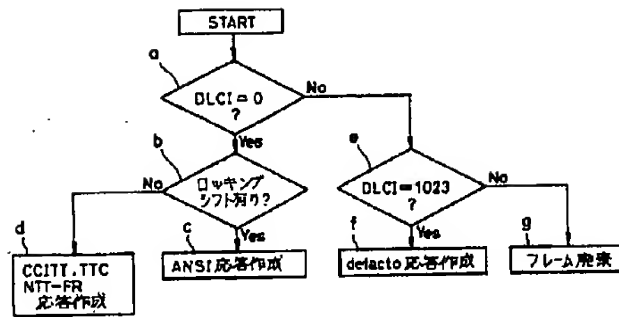 START
a
DLCI=0
?
No
Yes
b
ロッキング
シフト有り?
No
Yes
e
DLCI=1023
?
No
Yes
d
CCITT.TTC
NTT-FR
応答作成
c
ANSI応答作成
f
defacto応答作成
g
フレーム廃棄